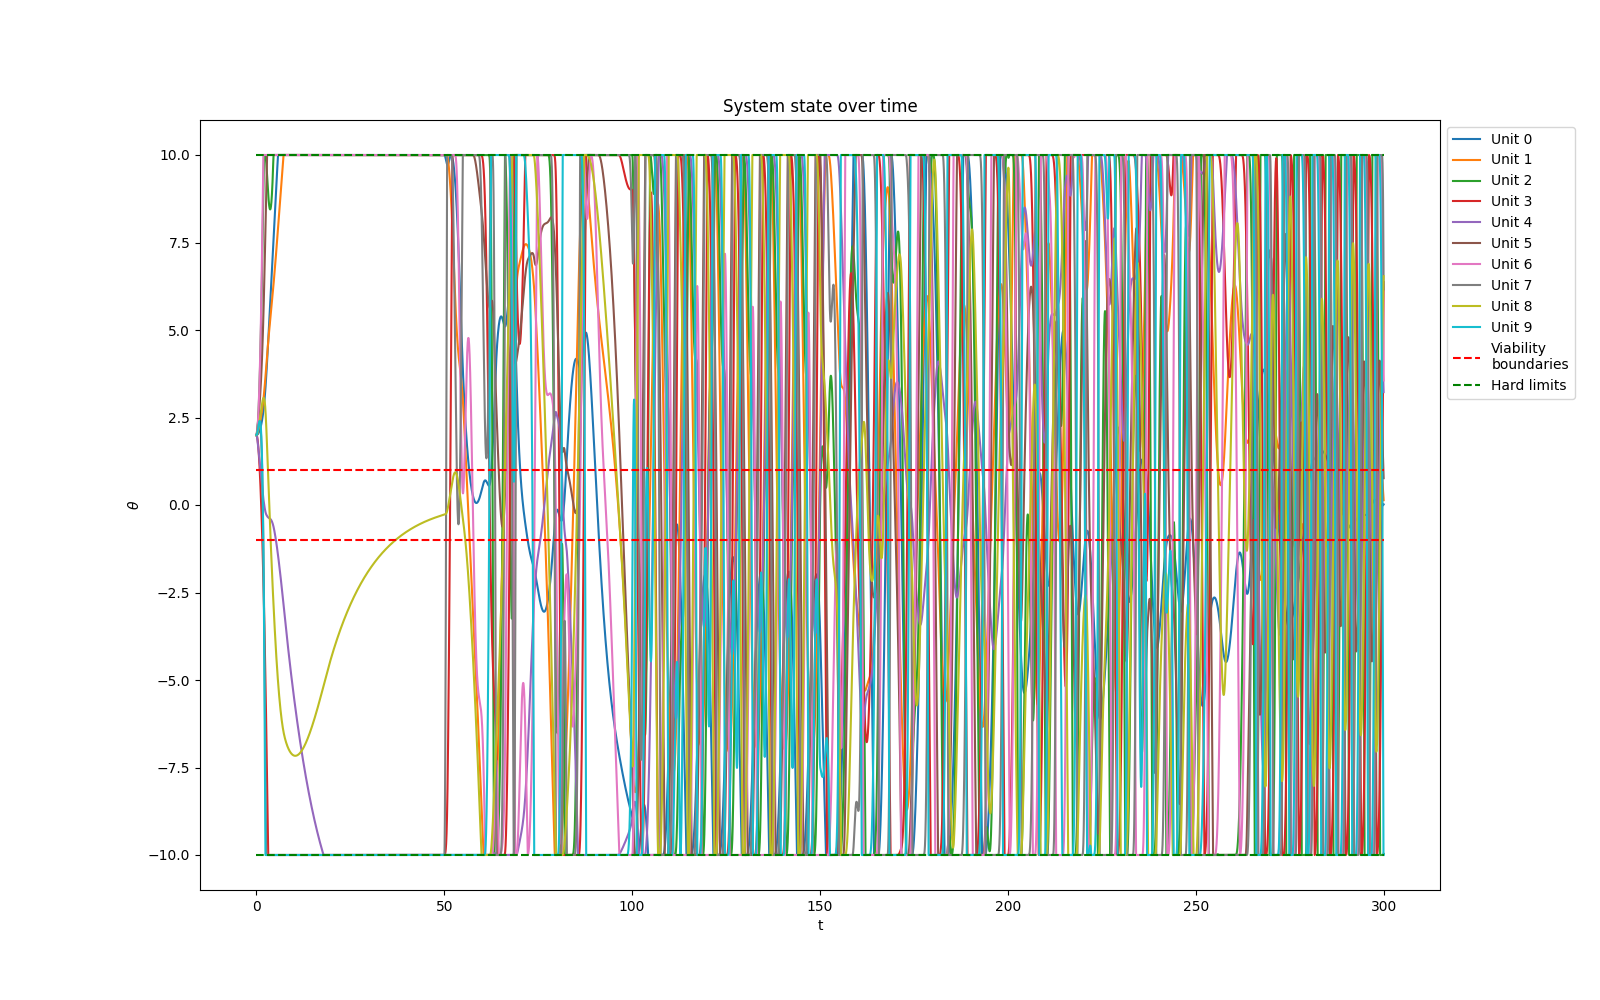 System state over time
10.0
7.5
5.0
2.5
0.0
−2.5
−5.0
−7.5
−10.0
θ
0
50
100
150
200
250
300
t
Unit 0
Unit 1
Unit 2
Unit 3
Unit 4
Unit 5
Unit 6
Unit 7
Unit 8
Unit 9
Viability
boundaries
Hard limits